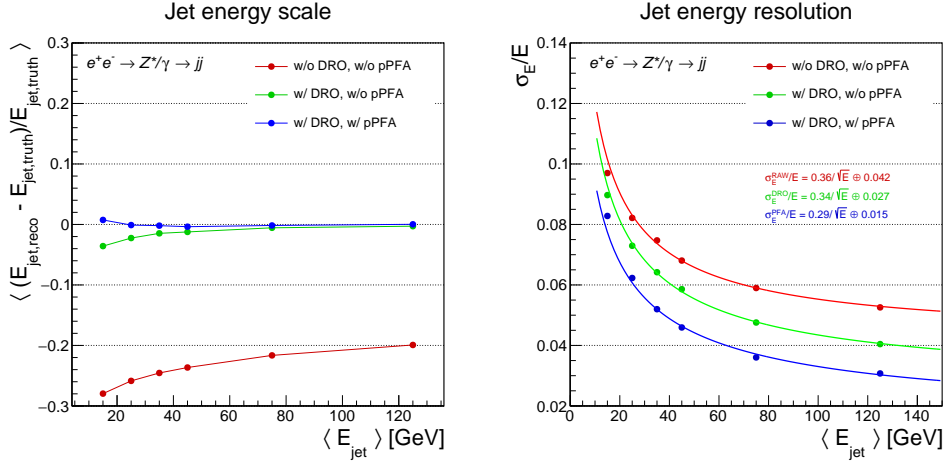 Jet energy scale
0.3
0.2
0.1
0
−0.1
−0.2
−0.3
⟨ (E_jet,reco - E_jet,truth)/E_jet,truth ⟩
e⁺e⁻ → Z*/γ → jj
w/o DRO, w/o pPFA
w/ DRO, w/o pPFA
w/ DRO, w/ pPFA
20 40 60 80 100 120
⟨ E_jet ⟩ [GeV]
Jet energy resolution
0.14
0.12
0.1
0.08
0.06
0.04
0.02
σ_E/E
e⁺e⁻ → Z*/γ → jj
w/o DRO, w/o pPFA
w/ DRO, w/o pPFA
w/ DRO, w/ pPFA
σ_E^RAW/E = 0.36/√E ⊕ 0.042
σ_E^DRO/E = 0.34/√E ⊕ 0.027
σ_E^PFA/E = 0.29/√E ⊕ 0.015
0 20 40 60 80 100 120 140
⟨ E_jet ⟩ [GeV]